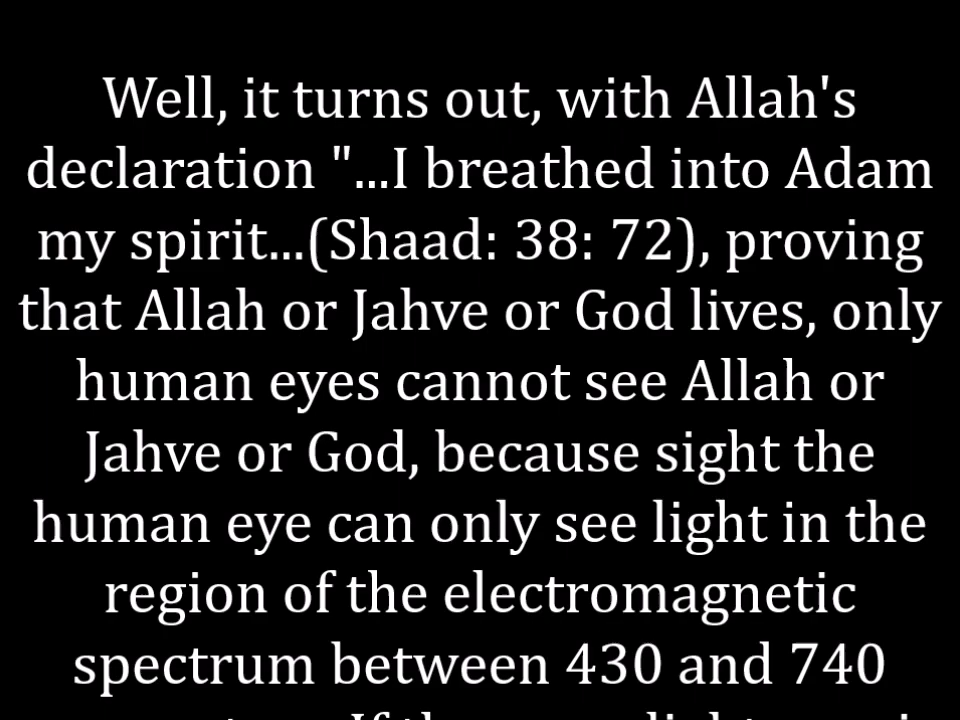 Well, it turns out, with Allah's
declaration "...I breathed into Adam
my spirit...(Shaad: 38: 72), proving
that Allah or Jahve or God lives, only
human eyes cannot see Allah or
Jahve or God, because sight the
human eye can only see light in the
region of the electromagnetic
spectrum between 430 and 740